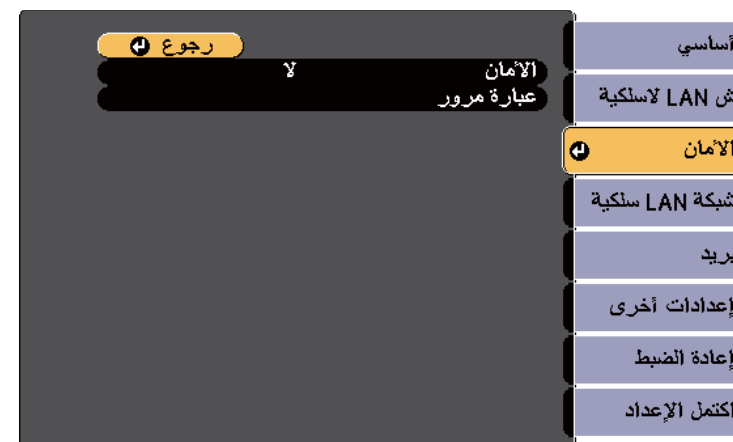 رجوع
الأمان لا
عبارة مرور
أساسي
ش LAN لاسلكية
الأمان
شبكة LAN سلكية
بريد
إعدادات أخرى
إعادة الضبط
اكتمل الإعداد